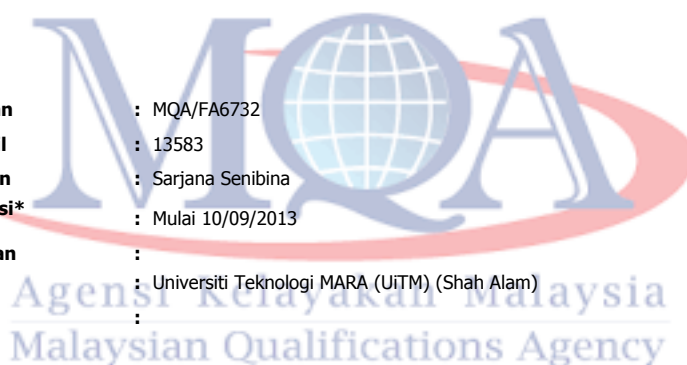 MQA
an : MQA/FA6732
l : 13583
n : Sarjana Senibina
si* : Mulai 10/09/2013
an :
: Universiti Teknologi MARA (UiTM) (Shah Alam)
:
Agensi Kelayakan Malaysia
Malaysian Qualifications Agency